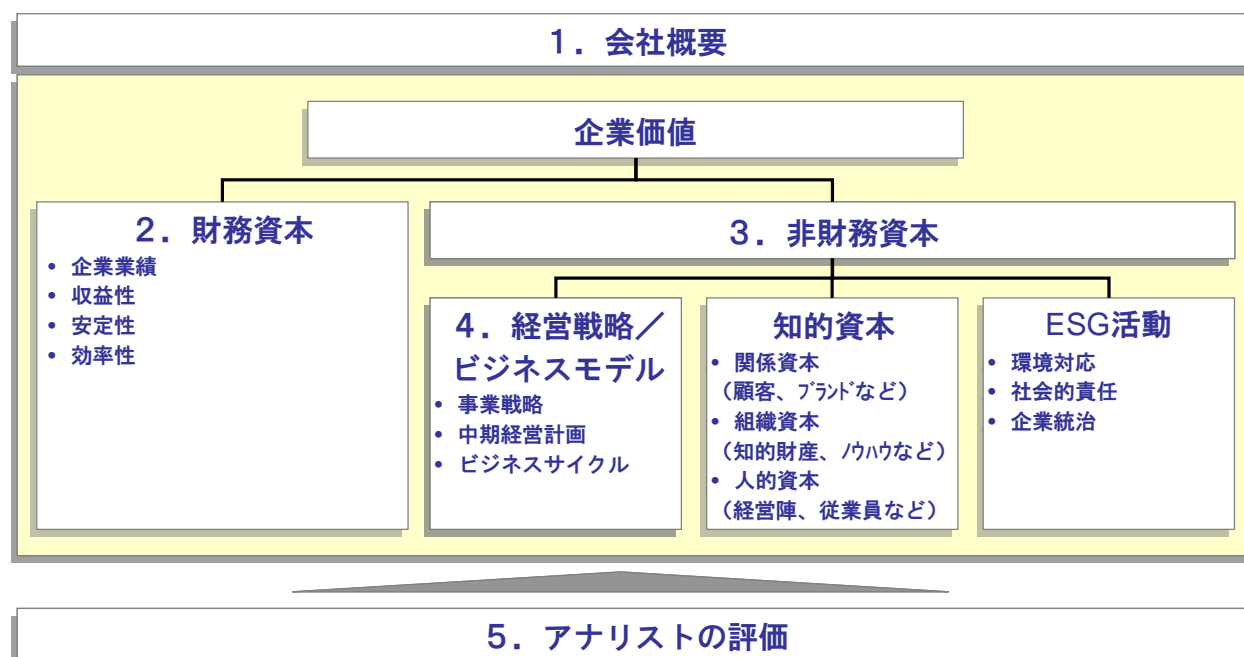 １．会社概要
企業価値
２．財務資本
• 企業業績
• 収益性
• 安定性
• 効率性
３．非財務資本
４．経営戦略／
ビジネスモデル
• 事業戦略
• 中期経営計画
• ビジネスサイクル
知的資本
• 関係資本
（顧客、ﾌﾞﾗﾝﾄﾞなど）
• 組織資本
（知的財産、ﾉｳﾊｳなど）
• 人的資本
（経営陣、従業員など）
ESG活動
• 環境対応
• 社会的責任
• 企業統治
５．アナリストの評価